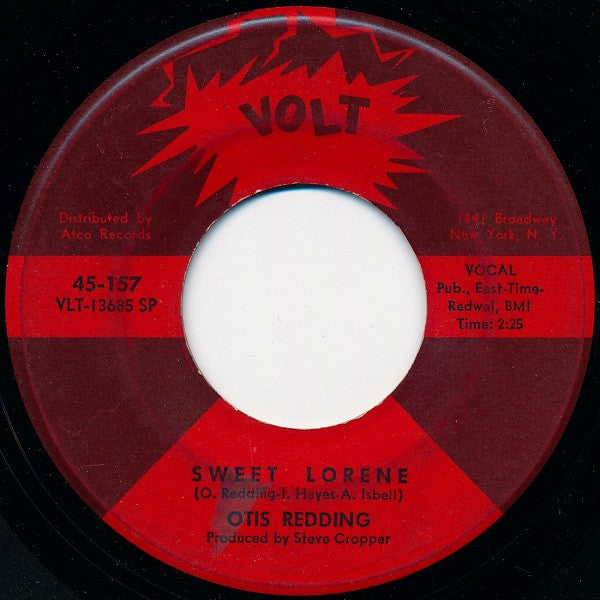 VOLT
Distributed by
Atco Records
1841 Broadway
New York, N. Y.
45-157
VLT-13685 SP
VOCAL
Pub., East-Time-
Redwal, BMI
Time: 2:25
SWEET LORENE
(O. Redding-I. Hayes-A. Isbell)
OTIS REDDING
Produced by Steve Cropper